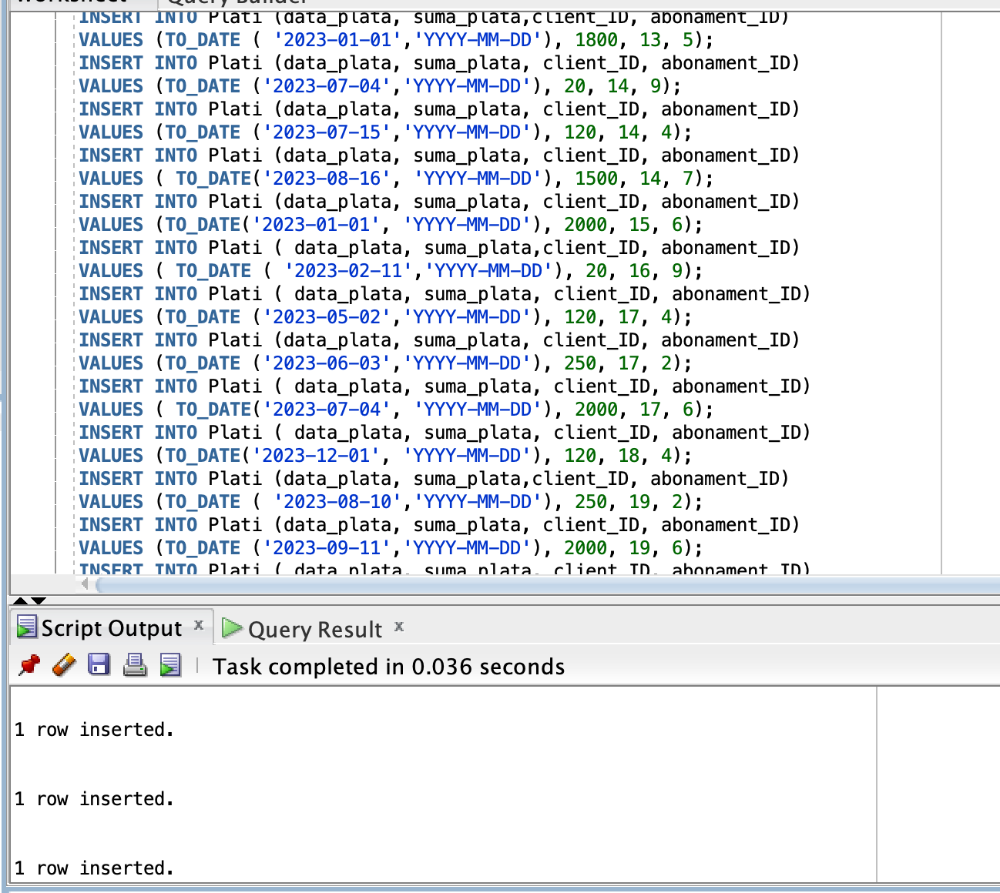 Worksheet Query Builder
INSERT INTO Plati (data_plata, suma_plata,client_ID, abonament_ID)
VALUES (TO_DATE ( '2023-01-01','YYYY-MM-DD'), 1800, 13, 5);
INSERT INTO Plati (data_plata, suma_plata, client_ID, abonament_ID)
VALUES (TO_DATE ('2023-07-04','YYYY-MM-DD'), 20, 14, 9);
INSERT INTO Plati (data_plata, suma_plata, client_ID, abonament_ID)
VALUES (TO_DATE ('2023-07-15','YYYY-MM-DD'), 120, 14, 4);
INSERT INTO Plati (data_plata, suma_plata, client_ID, abonament_ID)
VALUES ( TO_DATE('2023-08-16', 'YYYY-MM-DD'), 1500, 14, 7);
INSERT INTO Plati (data_plata, suma_plata, client_ID, abonament_ID)
VALUES (TO_DATE('2023-01-01', 'YYYY-MM-DD'), 2000, 15, 6);
INSERT INTO Plati ( data_plata, suma_plata,client_ID, abonament_ID)
VALUES ( TO_DATE ( '2023-02-11','YYYY-MM-DD'), 20, 16, 9);
INSERT INTO Plati ( data_plata, suma_plata, client_ID, abonament_ID)
VALUES (TO_DATE ('2023-05-02','YYYY-MM-DD'), 120, 17, 4);
INSERT INTO Plati (data_plata, suma_plata, client_ID, abonament_ID)
VALUES (TO_DATE ('2023-06-03','YYYY-MM-DD'), 250, 17, 2);
INSERT INTO Plati ( data_plata, suma_plata, client_ID, abonament_ID)
VALUES ( TO_DATE('2023-07-04', 'YYYY-MM-DD'), 2000, 17, 6);
INSERT INTO Plati ( data_plata, suma_plata, client_ID, abonament_ID)
VALUES (TO_DATE('2023-12-01', 'YYYY-MM-DD'), 120, 18, 4);
INSERT INTO Plati (data_plata, suma_plata,client_ID, abonament_ID)
VALUES (TO_DATE ( '2023-08-10','YYYY-MM-DD'), 250, 19, 2);
INSERT INTO Plati (data_plata, suma_plata, client_ID, abonament_ID)
VALUES (TO_DATE ('2023-09-11','YYYY-MM-DD'), 2000, 19, 6);
INSERT INTO Plati ( data_plata, suma_plata, client_ID, abonament_ID)
Script Output x Query Result x
Task completed in 0.036 seconds
1 row inserted.
1 row inserted.
1 row inserted.